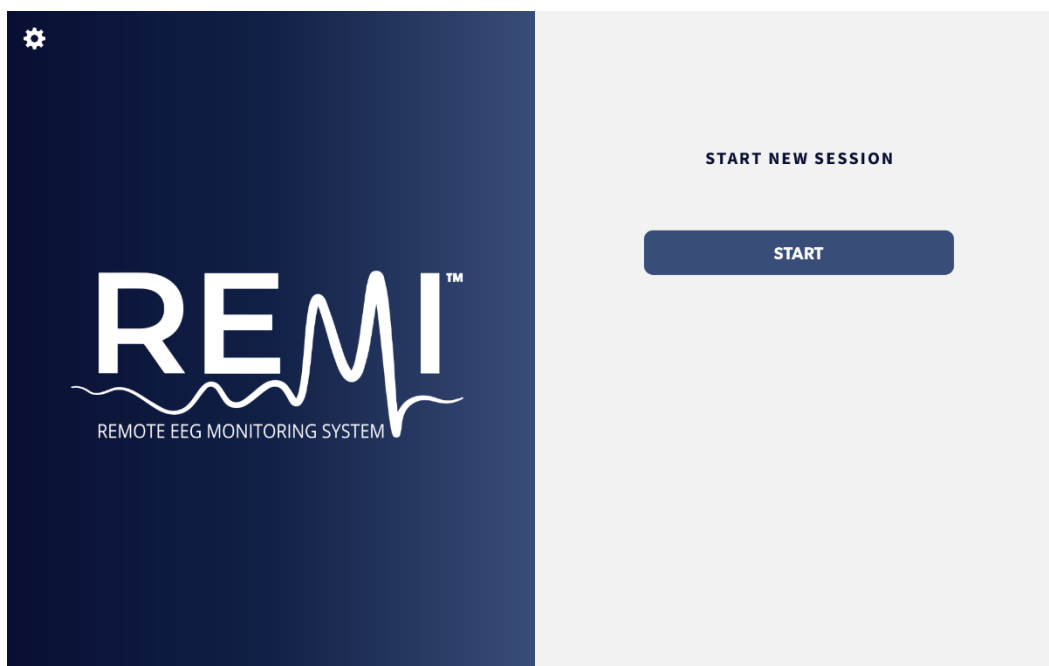 REMI™
REMOTE EEG MONITORING SYSTEM
START NEW SESSION
START